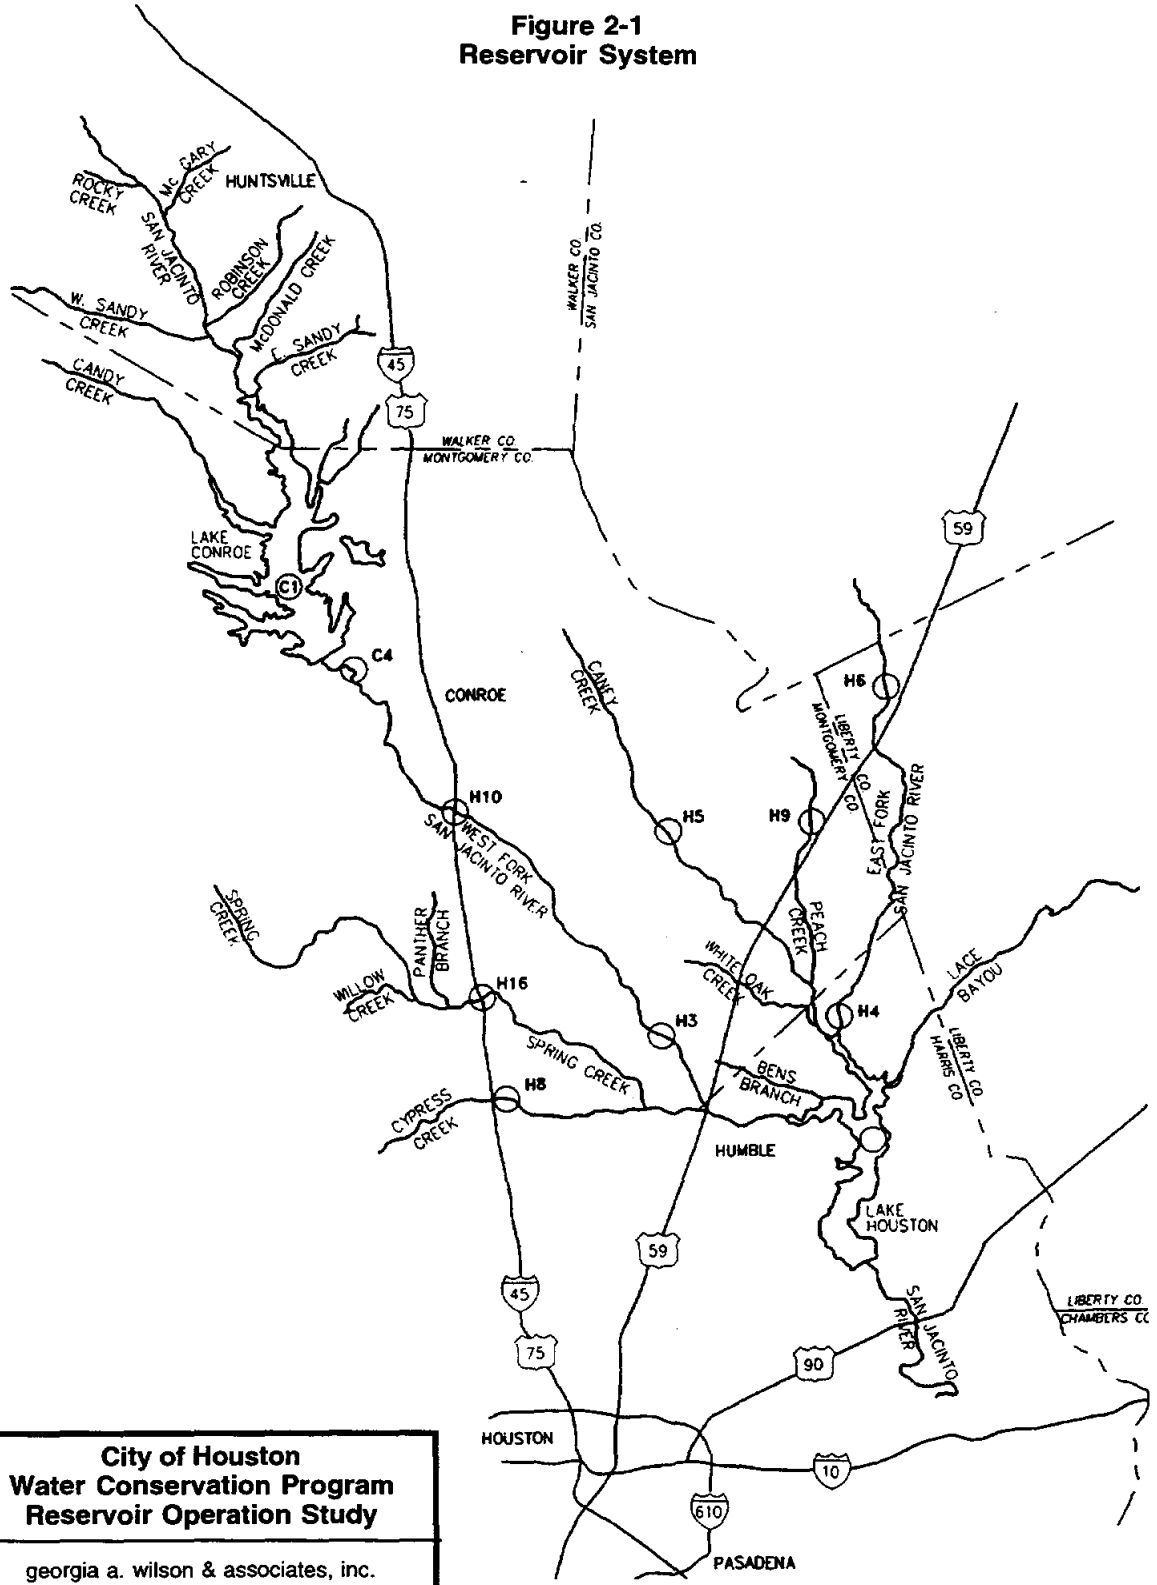 Figure 2-1
Reservoir System
Mc GARY
CREEK
HUNTSVILLE
ROCKY
CREEK
SAN JACINTO
RIVER
ROBINSON
CREEK
McDONALD CREEK
WALKER CO.
SAN JACINTO CO.
W. SANDY
CREEK
E. SANDY
CREEK
CANDY
CREEK
45
75
WALKER CO.
MONTGOMERY CO.
59
LAKE
CONROE
C1
C4
CONROE
CANEY
CREEK
H6
LIBERTY CO
MONTGOMERY CO.
H10
H5
H9
WEST FORK
SAN JACINTO RIVER
EAST FORK
SAN JACINTO RIVER
SPRING
CREEK
PANTHER
BRANCH
PEACH
CREEK
WHITE OAK
CREEK
LACE
BAYOU
WILLOW
CREEK
H16
H3
H4
SPRING CREEK
BENS
BRANCH
LIBERTY CO.
HARRIS CO
H8
CYPRESS
CREEK
HUMBLE
LAKE
HOUSTON
59
45
SAN JACINTO
RIVER
LIBERTY CO.
CHAMBERS CO
75
90
HOUSTON
10
610
PASADENA
City of Houston
Water Conservation Program
Reservoir Operation Study
georgia a. wilson & associates, inc.